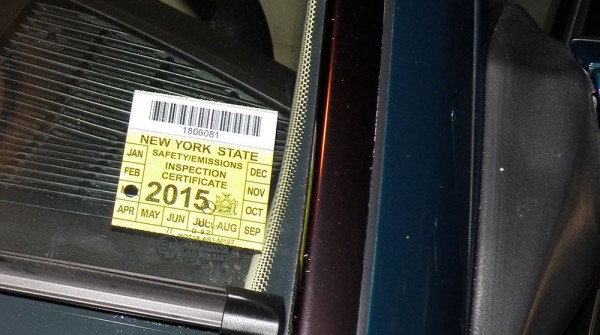 1806081
NEW YORK STATE
JAN SAFETY/EMISSIONS DEC
FEB INSPECTION
CERTIFICATE NOV
2015 OCT
APR MAY JUN JUL AUG SEP